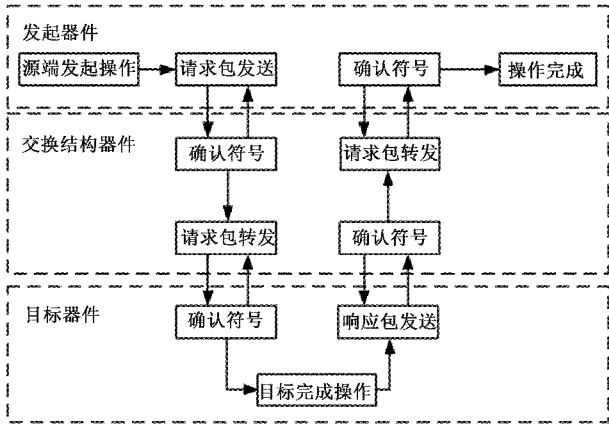 发起器件
源端发起操作
请求包发送
确认符号
操作完成
交换结构器件
确认符号
请求包转发
请求包转发
确认符号
目标器件
确认符号
响应包发送
目标完成操作